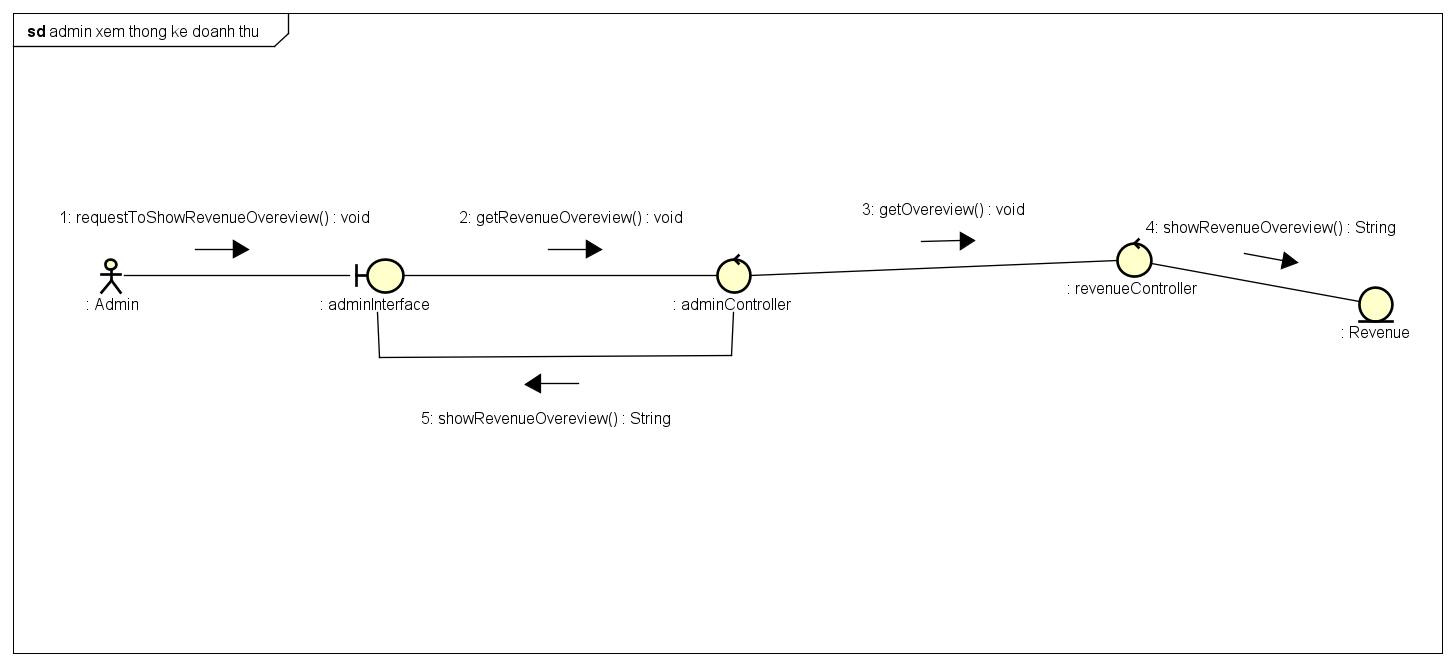 sd admin xem thong ke doanh thu
1: requestToShowRevenueOvereview() : void
2: getRevenueOvereview() : void
3: getOvereview() : void
4: showRevenueOvereview() : String
: Admin
: adminInterface
: adminController
: revenueController
: Revenue
5: showRevenueOvereview() : String